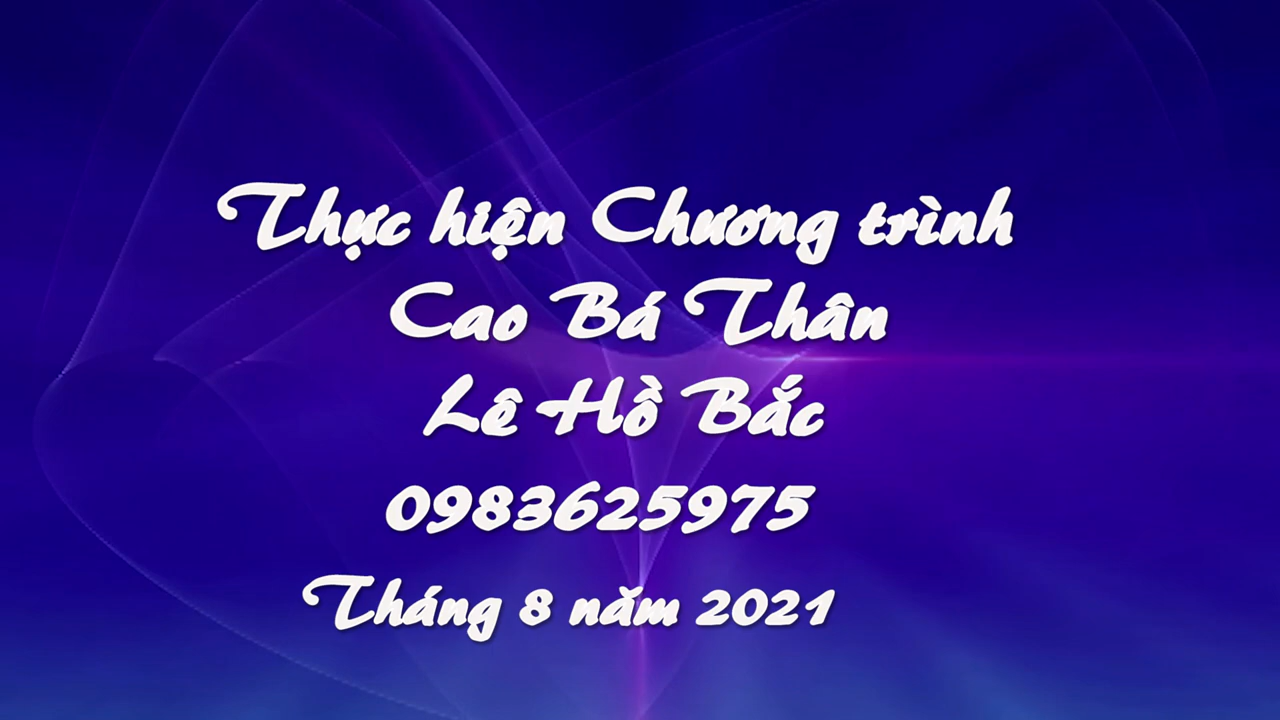 Thực hiện Chương trình
Cao Bá Thân
Lê Hồ Bắc
0983625975
Tháng 8 năm 2021